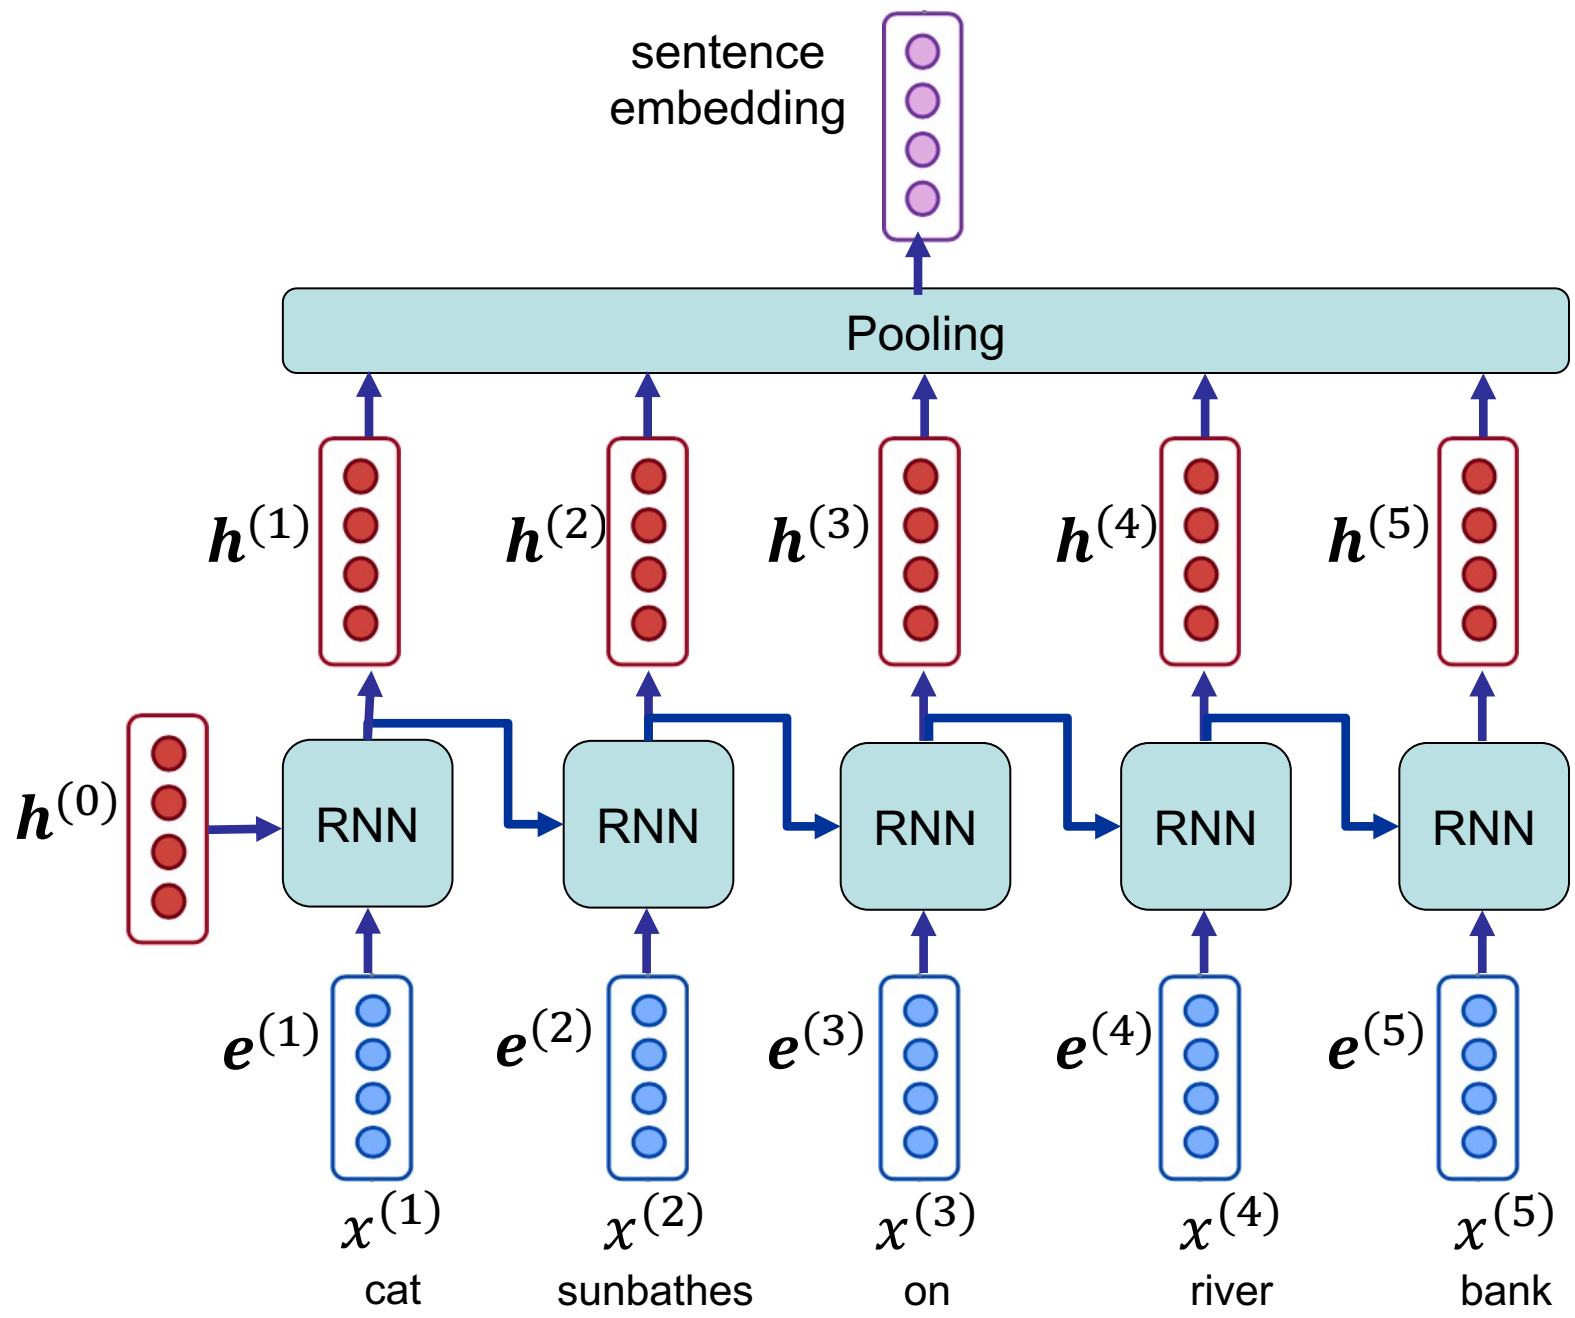 sentence
embedding
Pooling
h^(1) h^(2) h^(3) h^(4) h^(5)
h^(0)
RNN RNN RNN RNN RNN
e^(1) e^(2) e^(3) e^(4) e^(5)
x^(1) x^(2) x^(3) x^(4) x^(5)
cat sunbathes on river bank